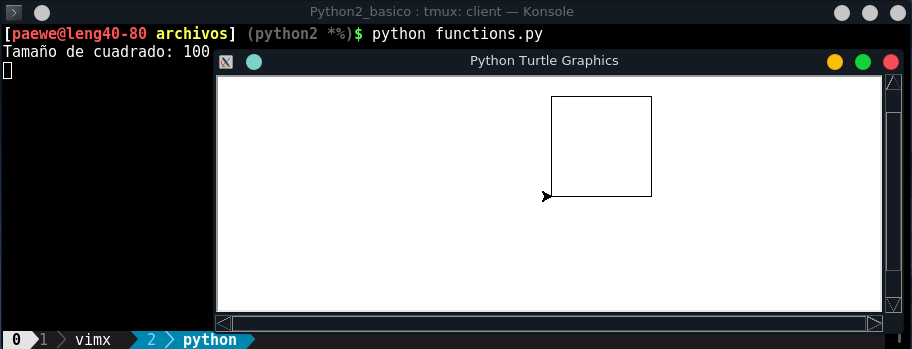 Python2_basico : tmux: client — Konsole
[paewe@leng40-80 archivos] (python2 *%)$ python functions.py
Tamaño de cuadrado: 100
Python Turtle Graphics
0 1 vimx 2 python